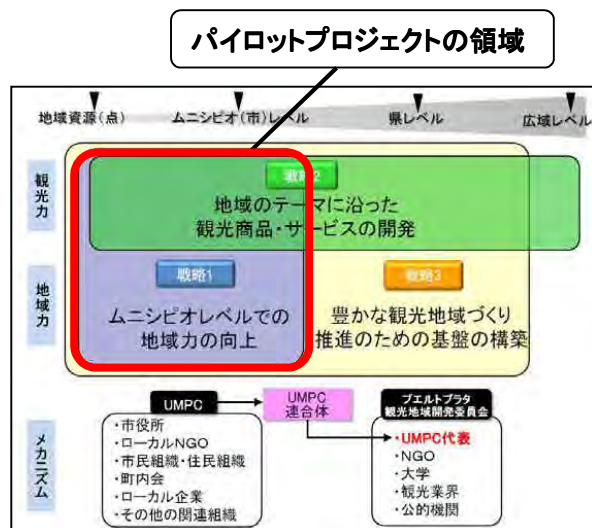 パイロットプロジェクトの領域
地域資源(点)
ムニシピオ(市)レベル
県レベル
広域レベル
観光力
戦略2
地域のテーマに沿った
観光商品・サービスの開発
地域力
戦略1
ムニシピオレベルでの
地域力の向上
戦略3
豊かな観光地域づくり
推進のための基盤の構築
メカニズム
UMPC
・市役所
・ローカルNGO
・市民組織・住民組織
・町内会
・ローカル企業
・その他の関連組織
UMPC
連合体
プエルトプラタ
観光地域開発委員会
・UMPC代表
・NGO
・大学
・観光業界
・公的機関